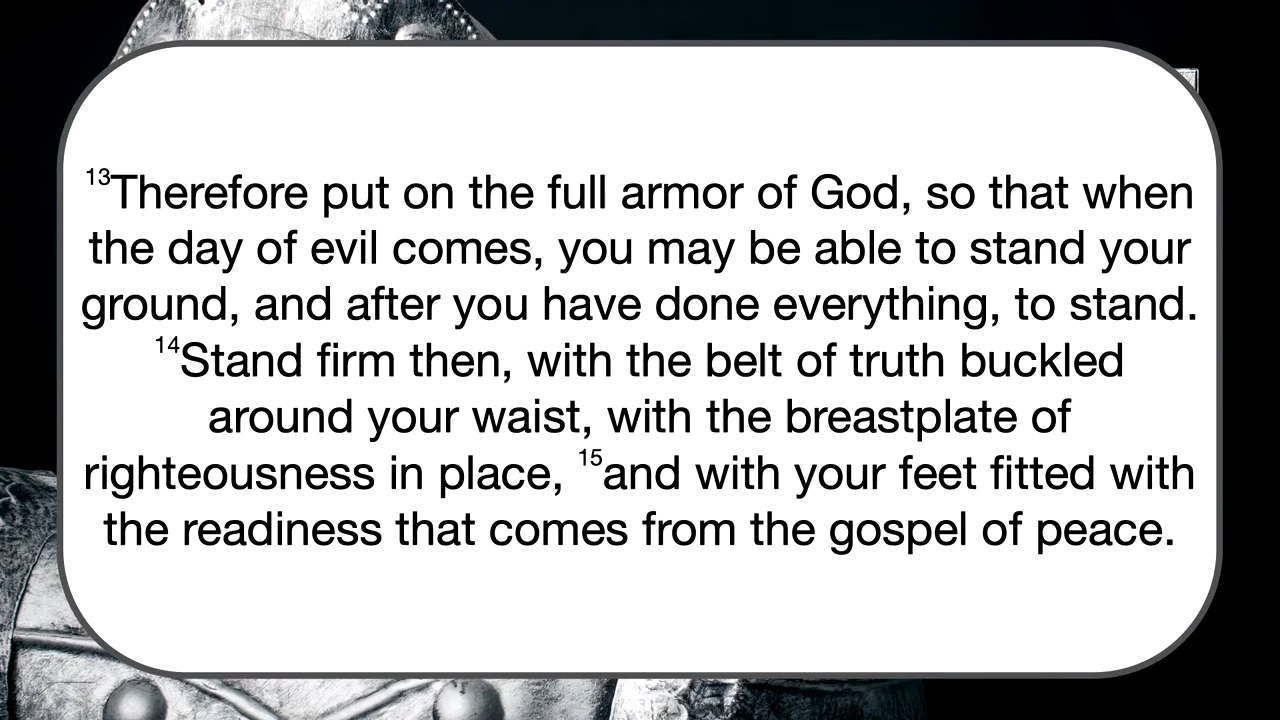 13Therefore put on the full armor of God, so that when
the day of evil comes, you may be able to stand your
ground, and after you have done everything, to stand.
14Stand firm then, with the belt of truth buckled
around your waist, with the breastplate of
righteousness in place, 15and with your feet fitted with
the readiness that comes from the gospel of peace.